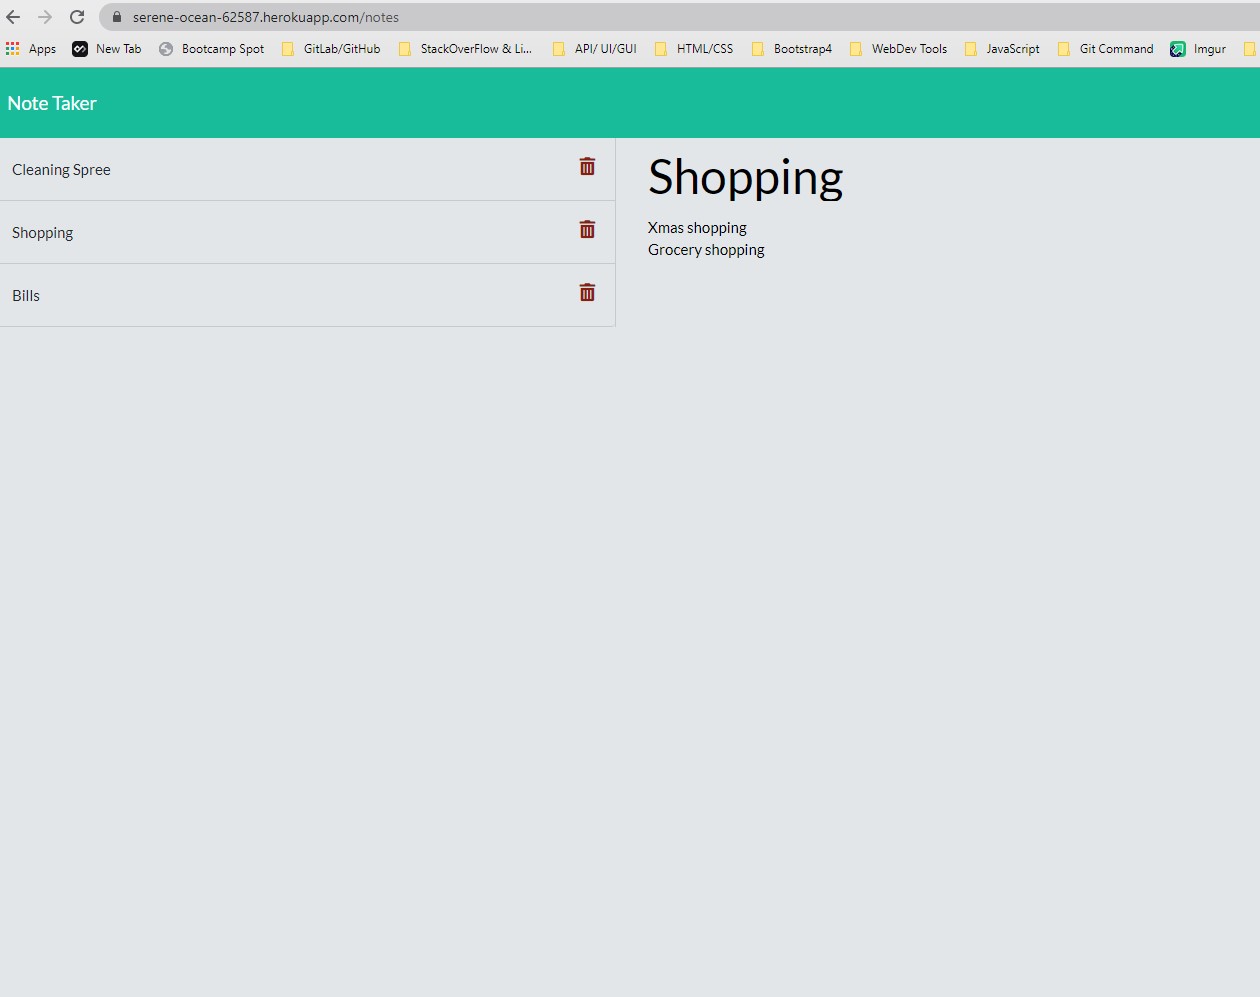 serene-ocean-62587.herokuapp.com/notes
Apps New Tab Bootcamp Spot GitLab/GitHub StackOverFlow & Li... API/ UI/GUI HTML/CSS Bootstrap4 WebDev Tools JavaScript Git Command Imgur
Note Taker
Cleaning Spree
Shopping
Bills
Shopping
Xmas shopping
Grocery shopping